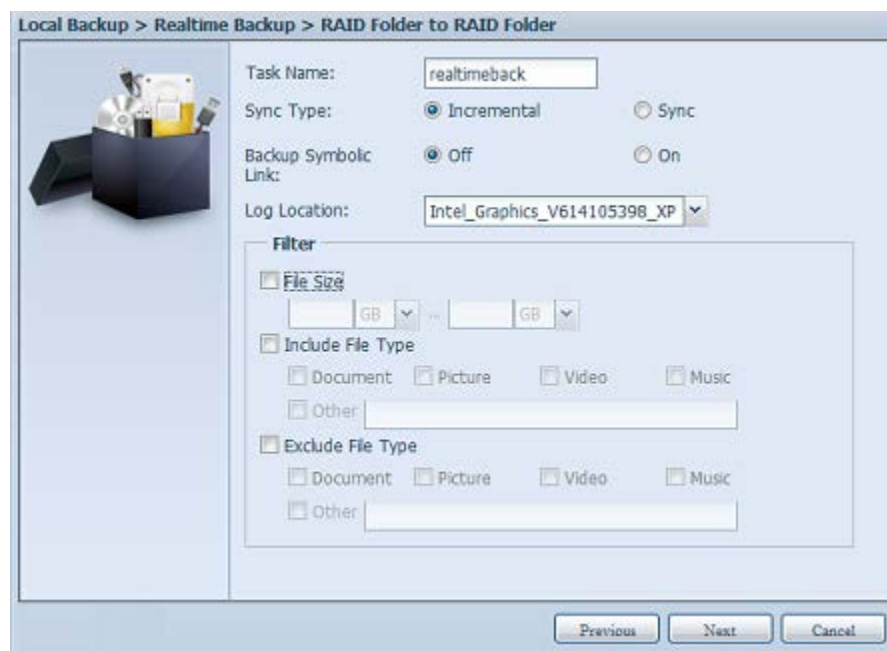 Local Backup > Realtime Backup > RAID Folder to RAID Folder
Task Name: realtimeback
Sync Type: Incremental Sync
Backup Symbolic Link: Off On
Log Location: Intel_Graphics_V614105398_XP
Filter
File Size
GB ... GB
Include File Type
Document Picture Video Music
Other
Exclude File Type
Document Picture Video Music
Other
Previous Next Cancel